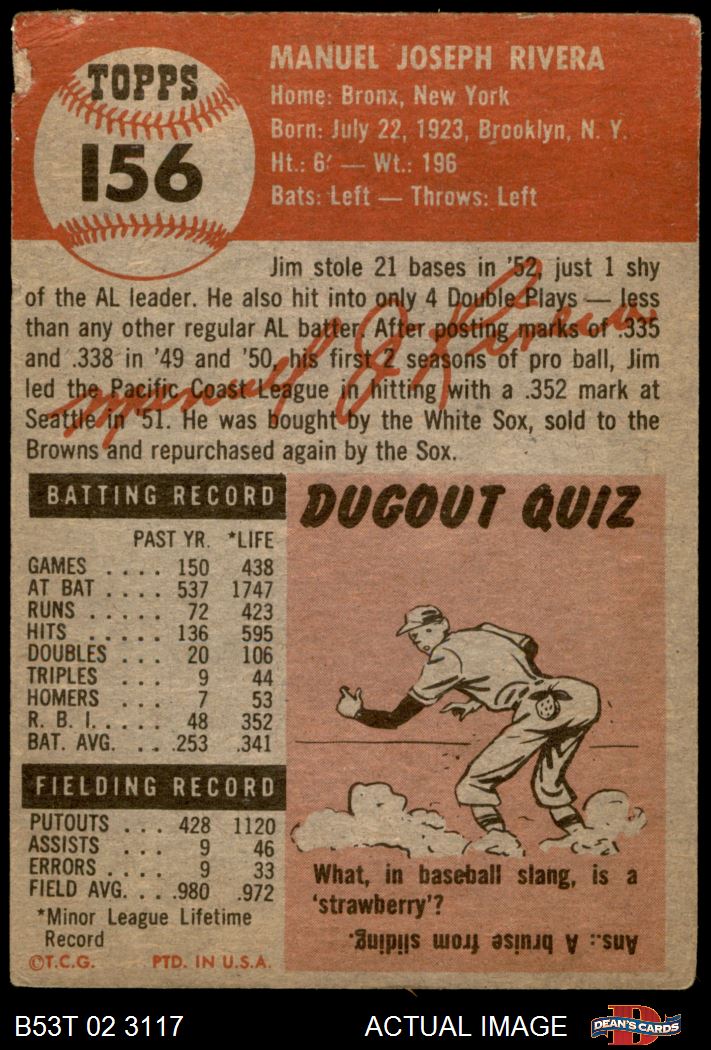 TOPPS
156
MANUEL JOSEPH RIVERA
Home: Bronx, New York
Born: July 22, 1923, Brooklyn, N. Y.
Ht.: 6' — Wt.: 196
Bats: Left — Throws: Left
Jim stole 21 bases in '52, just 1 shy
of the AL leader. He also hit into only 4 Double Plays — less
than any other regular AL batter. After posting marks of .335
and .338 in '49 and '50, his first 2 seasons of pro ball, Jim
led the Pacific Coast League in hitting with a .352 mark at
Seattle in '51. He was bought by the White Sox, sold to the
Browns and repurchased again by the Sox.
Manuel J Rivera
BATTING RECORD
PAST YR. *LIFE
GAMES . . . . 150 438
AT BAT . . . . 537 1747
RUNS . . . . . 72 423
HITS . . . . . 136 595
DOUBLES . . . 20 106
TRIPLES . . . 9 44
HOMERS . . . 7 53
R. B. I. . . . . 48 352
BAT. AVG. . . .253 .341
FIELDING RECORD
PUTOUTS . . . 428 1120
ASSISTS . . . 9 46
ERRORS . . . . 9 33
FIELD AVG. . . .980 .972
*Minor League Lifetime
Record
©T.C.G. PTD. IN U.S.A.
DUGOUT QUIZ
What, in baseball slang, is a
'strawberry'?
Ans.: A bruise from sliding.
B53T 02 3117
ACTUAL IMAGE
D
DEAN'S CARDS